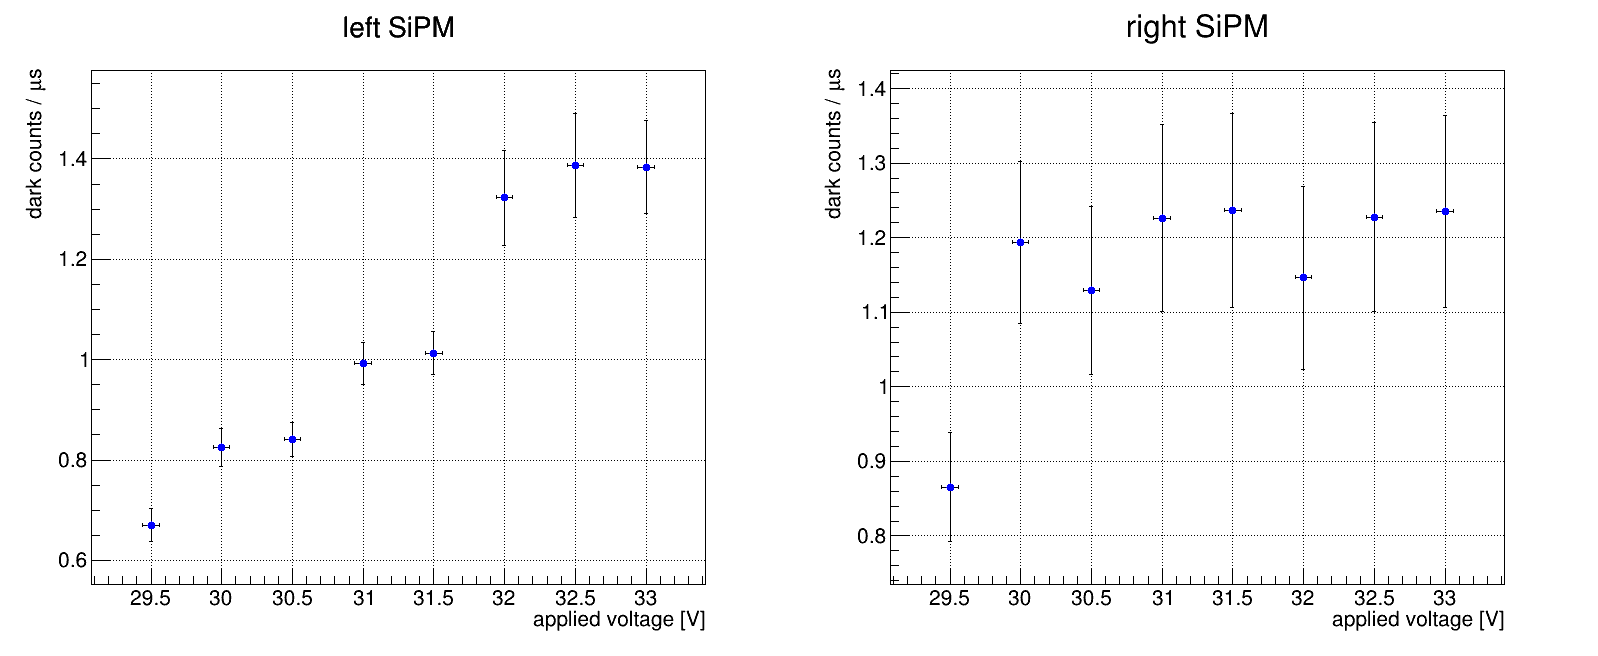 left SiPM
dark counts / μs
1.4
1.2
1
0.8
0.6
29.5 30 30.5 31 31.5 32 32.5 33
applied voltage [V]
right SiPM
dark counts / μs
1.4
1.3
1.2
1.1
1
0.9
0.8
29.5 30 30.5 31 31.5 32 32.5 33
applied voltage [V]